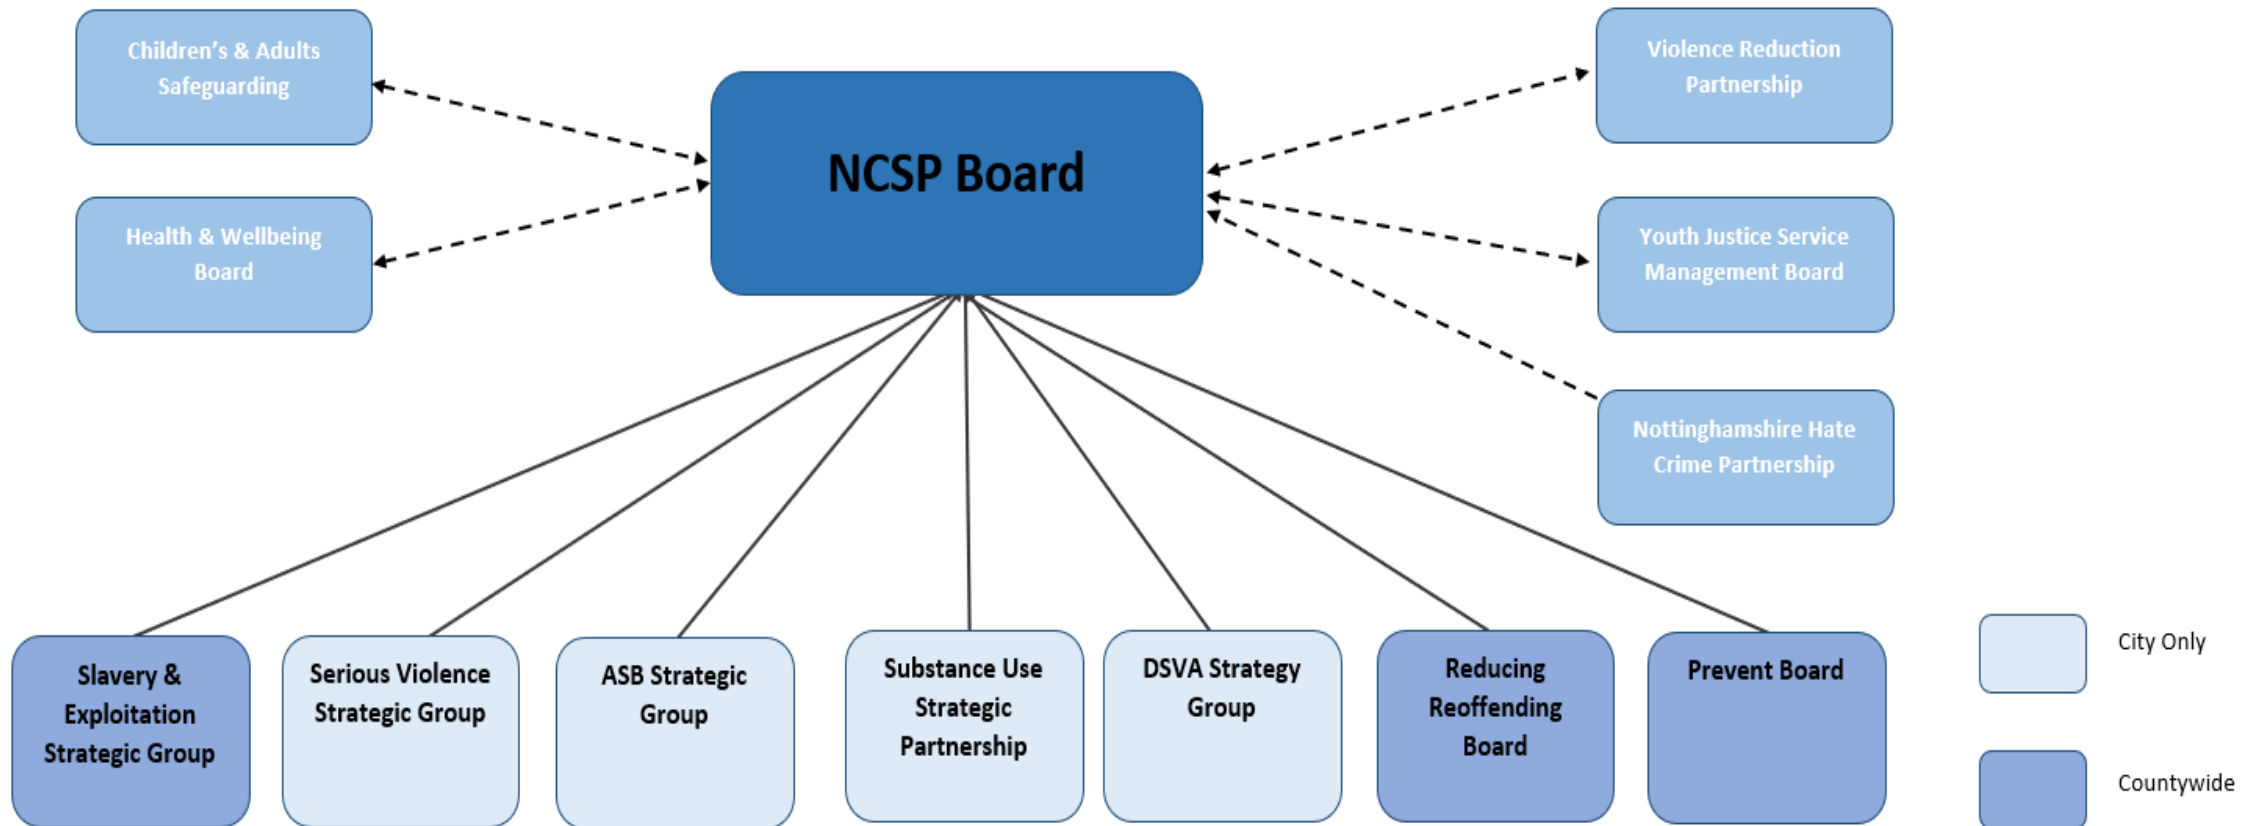 Children’s & Adults
Safeguarding
Health & Wellbeing
Board
NCSP Board
Violence Reduction
Partnership
Youth Justice Service
Management Board
Nottinghamshire Hate
Crime Partnership
Slavery &
Exploitation
Strategic Group
Serious Violence
Strategic Group
ASB Strategic
Group
Substance Use
Strategic
Partnership
DSVA Strategy
Group
Reducing
Reoffending
Board
Prevent Board
City Only
Countywide